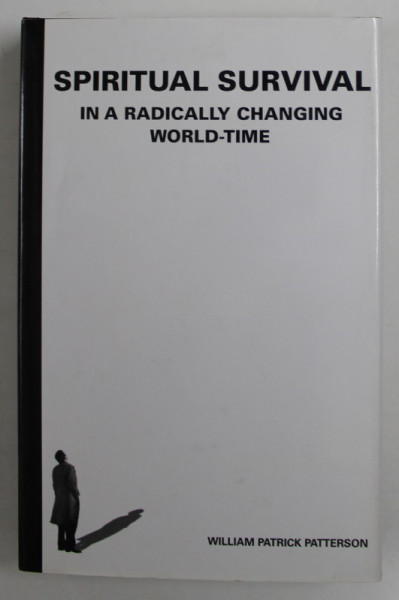 SPIRITUAL SURVIVAL
IN A RADICALLY CHANGING
WORLD-TIME
WILLIAM PATRICK PATTERSON